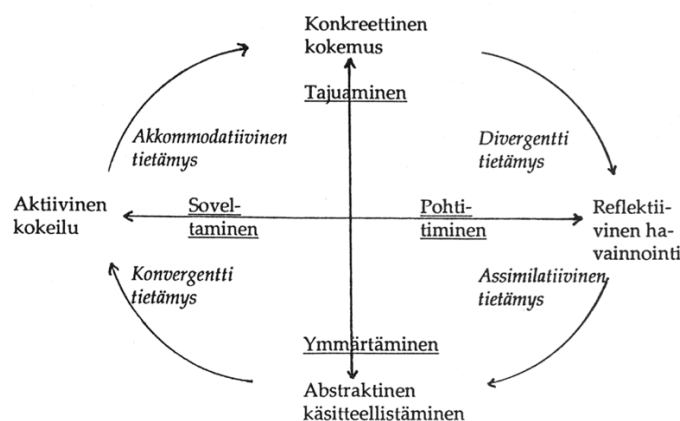 Konkreettinen
kokemus
Tajuaminen
Akkommodatiivinen
tietämys
Divergentti
tietämys
Aktiivinen
kokeilu
Sovel-
taminen
Pohti-
timinen
Reflektii-
vinen ha-
vainnointi
Konvergentti
tietämys
Assimilatiivinen
tietämys
Ymmärtäminen
Abstraktinen
käsitteellistäminen